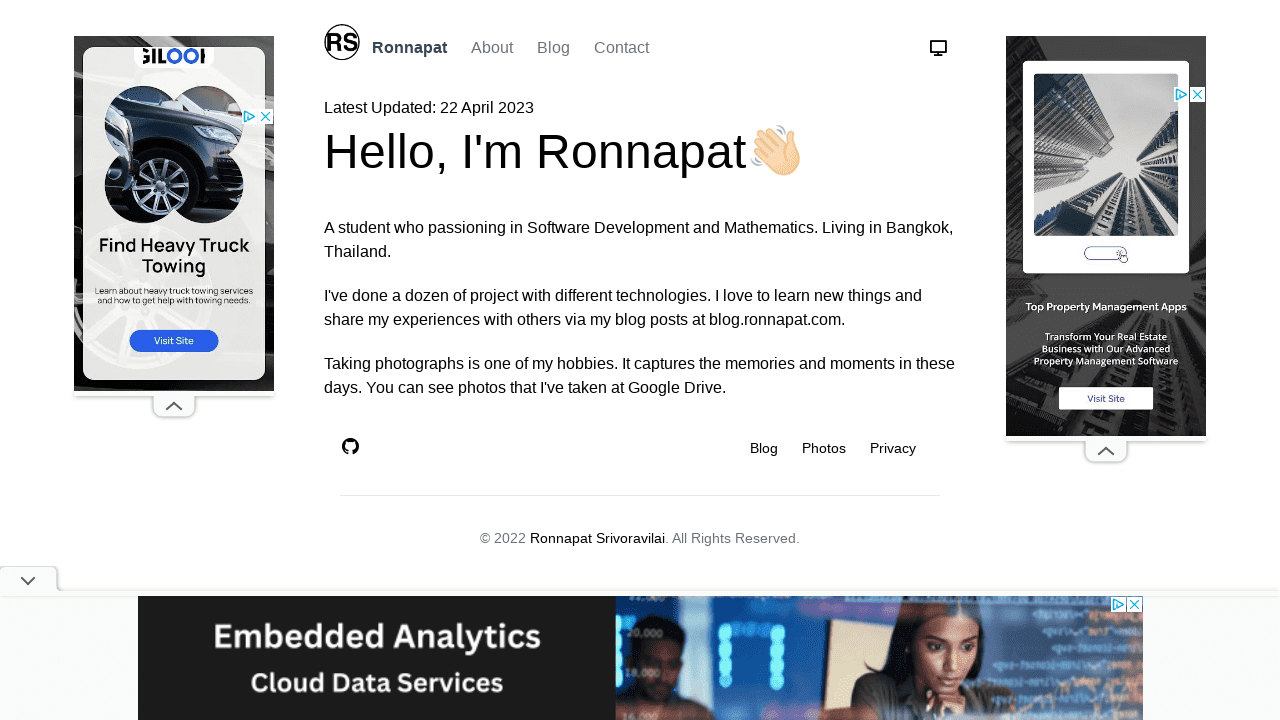 RS
Ronnapat
About
Blog
Contact
Latest Updated: 22 April 2023
Hello, I'm Ronnapat
A student who passioning in Software Development and Mathematics. Living in Bangkok,
Thailand.
I've done a dozen of project with different technologies. I love to learn new things and
share my experiences with others via my blog posts at blog.ronnapat.com.
Taking photographs is one of my hobbies. It captures the memories and moments in these
days. You can see photos that I've taken at Google Drive.
Blog
Photos
Privacy
© 2022 Ronnapat Srivoravilai. All Rights Reserved.
Find Heavy Truck
Towing
Learn about heavy truck towing services
and how to get help with towing needs.
Visit Site
Top Property Management Apps
Transform Your Real Estate
Business with Our Advanced
Property Management Software
Visit Site
Embedded Analytics
Cloud Data Services